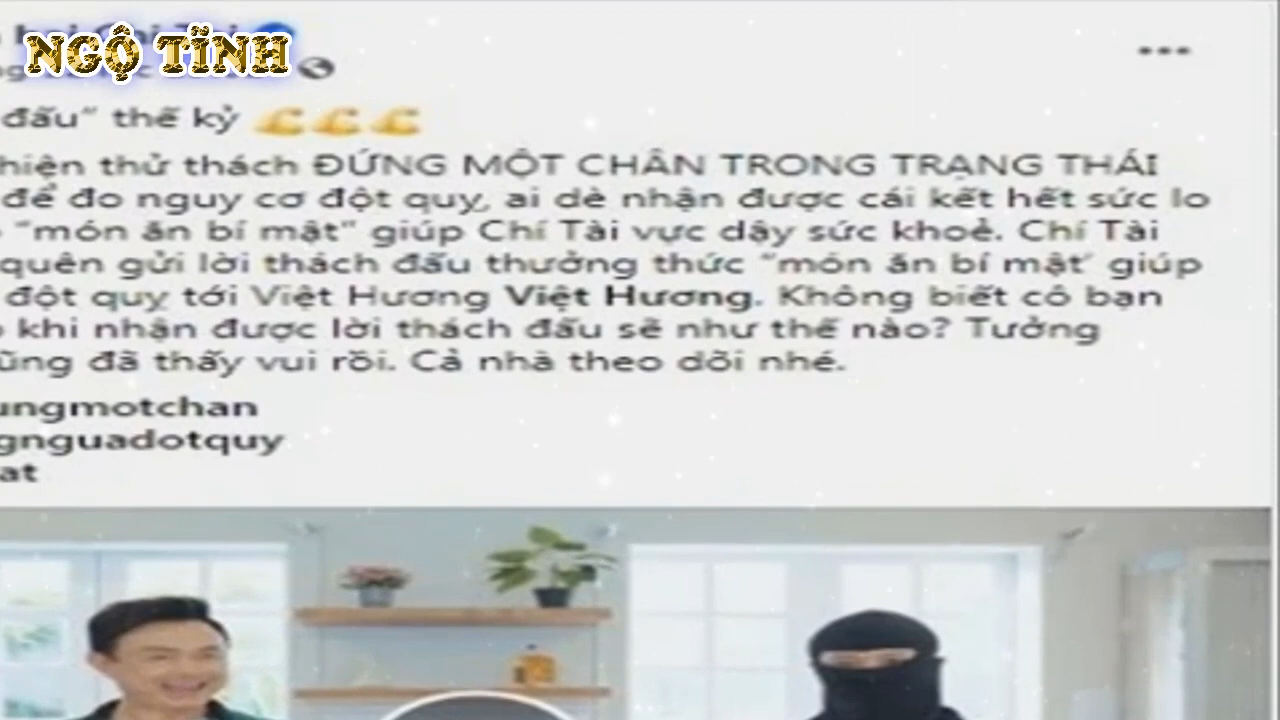 NGỘ TĨNH
đấu" thế kỷ
hiện thử thách ĐỨNG MỘT CHÂN TRONG TRẠNG THÁI
để đo nguy cơ đột quỵ, ai dè nhận được cái kết hết sức lo
"món ăn bí mật" giúp Chí Tài vực dậy sức khoẻ. Chí Tài
quên gửi lời thách đấu thưởng thức "món ăn bí mật' giúp
đột quỵ tới Việt Hương Việt Hương. Không biết cô bạn
khi nhận được lời thách đấu sẽ như thế nào? Tưởng
ũng đã thấy vui rồi. Cả nhà theo dõi nhé.
ungmotchan
gnguadotquy
at